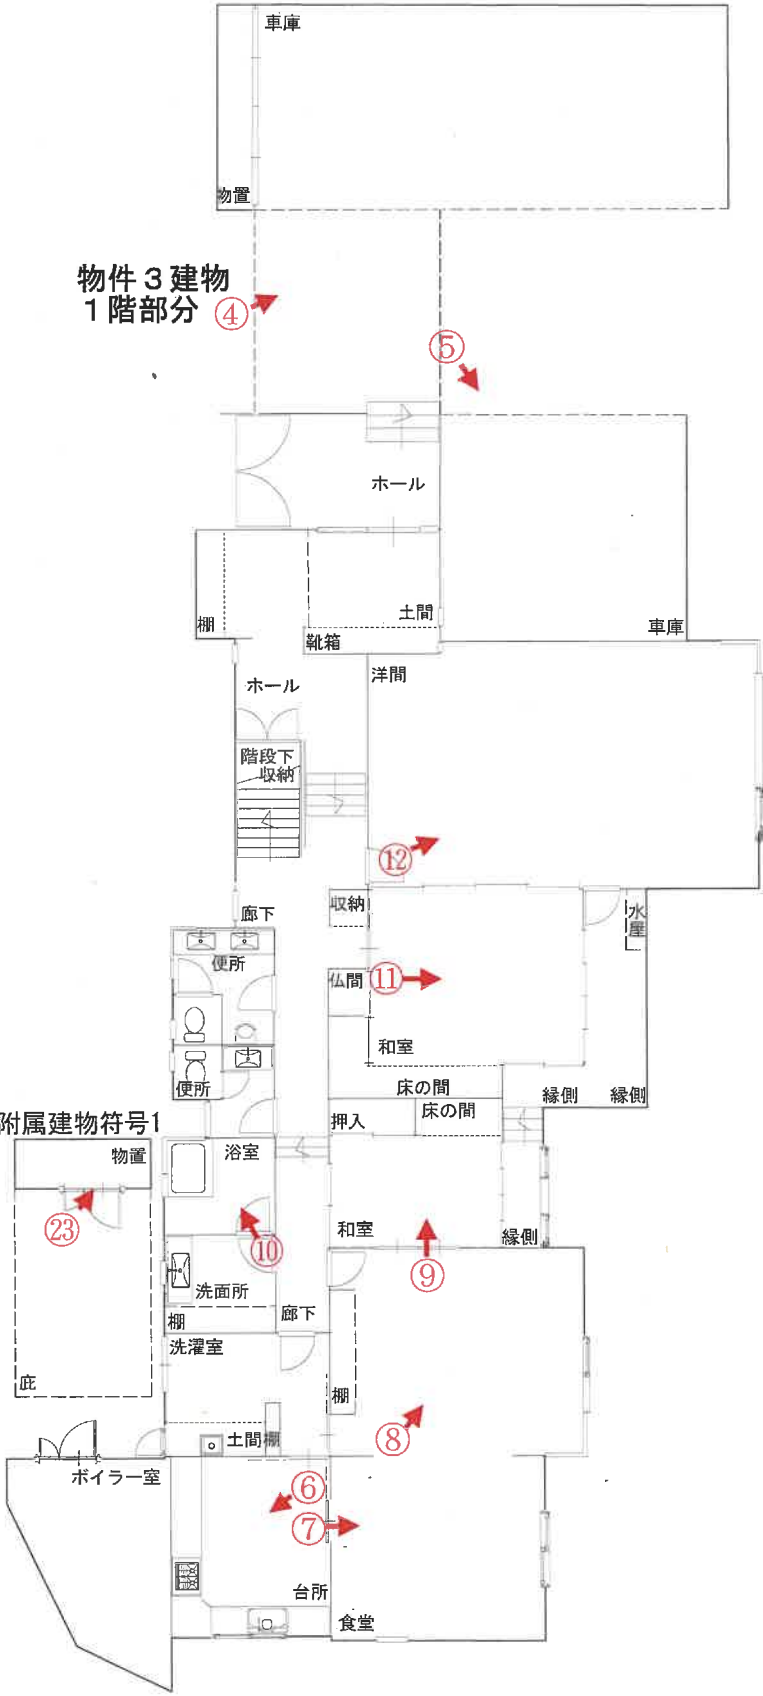 車庫
物置
物件３建物
１階部分
④
⑤
ホール
棚
土間
靴箱
車庫
ホール
洋間
階段下
収納
⑫
収納
廊下
水屋
便所
仏間
⑪
和室
便所
床の間
縁側
縁側
附属建物符号1
押入
床の間
物置
浴室
㉓
和室
縁側
⑩
⑨
洗面所
棚
廊下
洗濯室
庇
棚
土間
棚
⑧
ボイラー室
⑥
⑦
台所
食堂